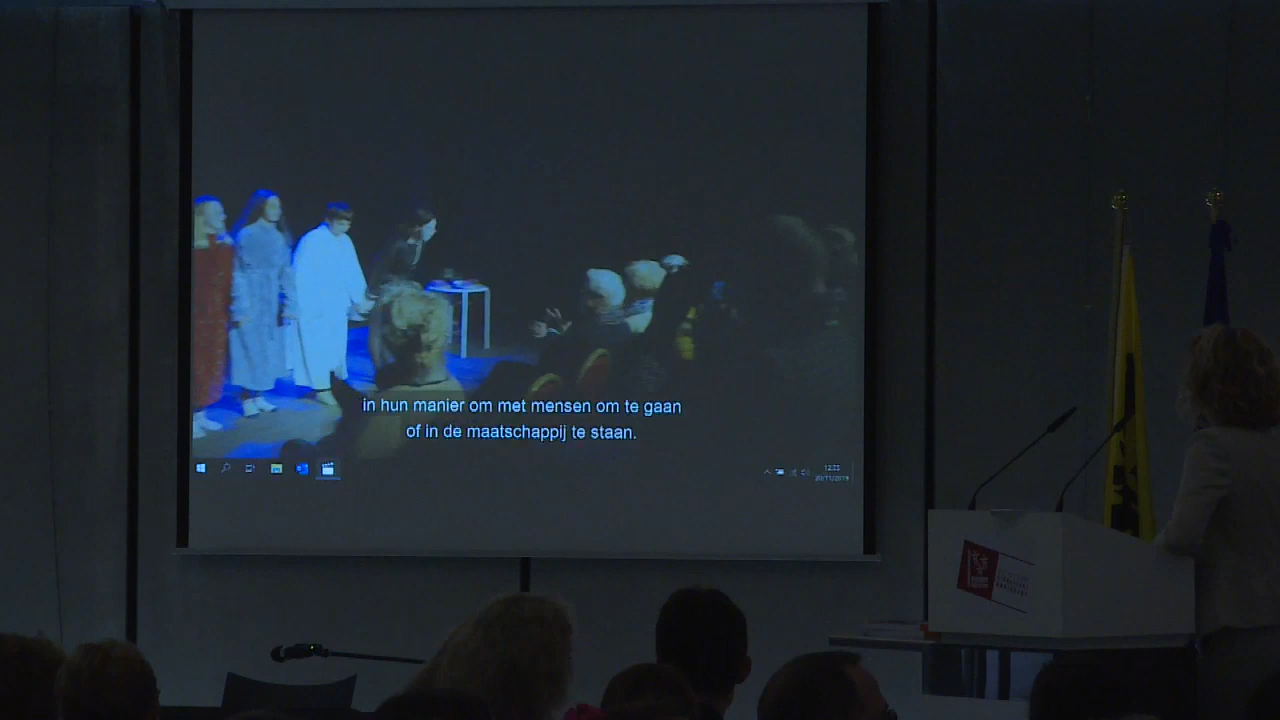 in hun manier om met mensen om te gaan
of in de maatschappij te staan.